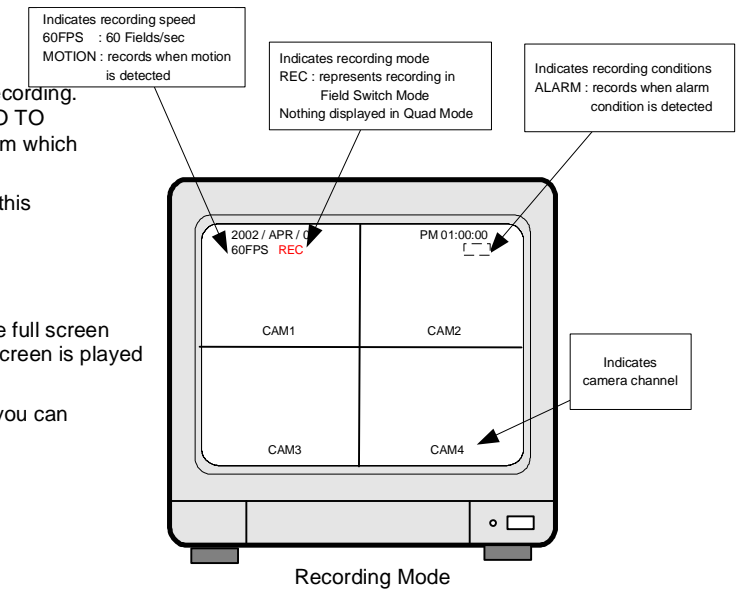 Indicates recording speed
60FPS : 60 Fields/sec
MOTION : records when motion
is detected
Indicates recording mode
REC : represents recording in
Field Switch Mode
Nothing displayed in Quad Mode
Indicates recording conditions
ALARM : records when alarm
condition is detected
ecording.
TO
which
this
full screen
screen is played
you can
2002 / APR / 0
PM 01:00:00
60FPS REC
CAM1
CAM2
CAM3
CAM4
Indicates
camera channel
Recording Mode